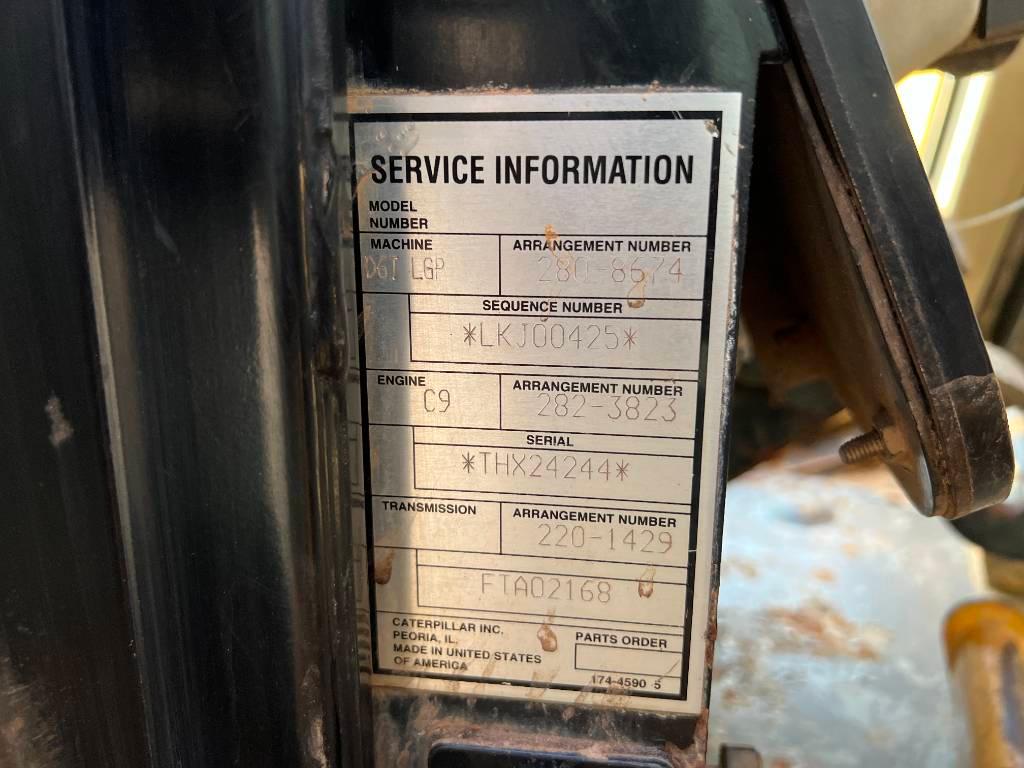 SERVICE INFORMATION
MODEL
NUMBER
MACHINE
ARRANGEMENT NUMBER
D6T LGP
280-8674
SEQUENCE NUMBER
*LKJ00425*
ENGINE
ARRANGEMENT NUMBER
C9
282-3823
SERIAL
*THX24244*
TRANSMISSION
ARRANGEMENT NUMBER
220-1429
FTA02168
CATERPILLAR INC.
PEORIA, IL,
MADE IN UNITED STATES
OF AMERICA
PARTS ORDER
174-4590 5